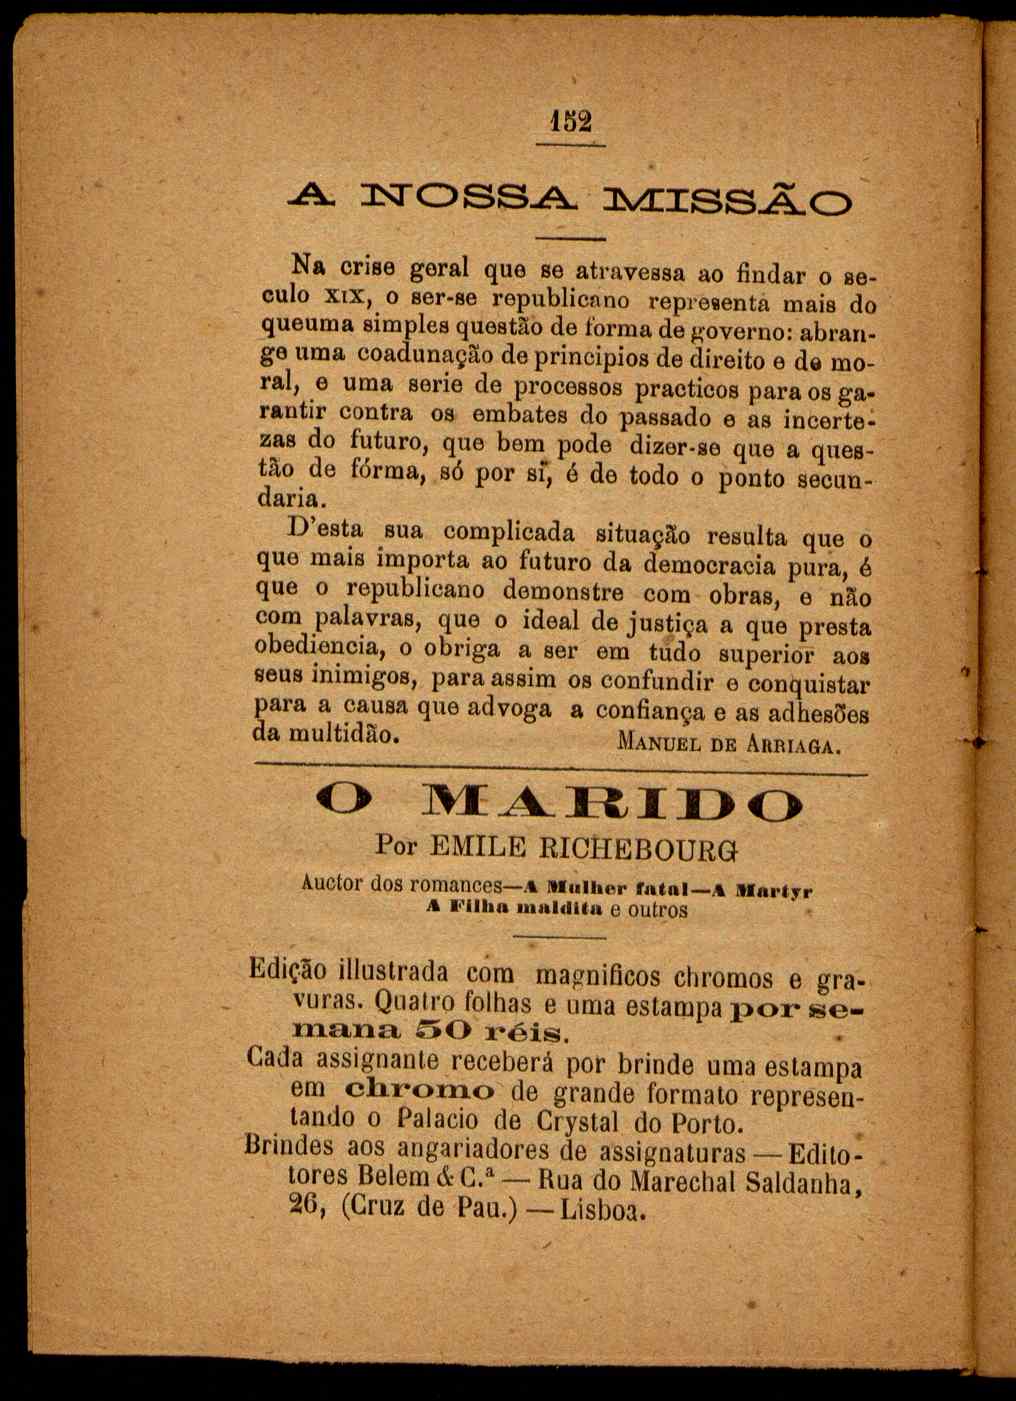 152
A NOSSA MISSÃO
Na crise geral que se atravessa ao findar o se-
culo XIX, o ser-se republicano representa mais do
queuma simples questão de forma de governo: abran-
ge uma coadunação de principios de direito e de mo-
ral, e uma serie de processos practicos para os ga-
rantir contra os embates do passado e as incerte-
zas do futuro, que bem pode dizer-se que a ques-
tão de fórma, só por si, é de todo o ponto secun-
daria.
D'esta sua complicada situação resulta que o
que mais importa ao futuro da democracia pura, é
que o republicano demonstre com obras, e não
com palavras, que o ideal de justiça a que presta
obediencia, o obriga a ser em tudo superior aos
seus inimigos, para assim os confundir e conquistar
para a causa que advoga a confiança e as adhesões
da multidão. MANUEL DE ARRIAGA.
O MARIDO
Por EMILE RICHEBOURG
Auctor dos romances—A Mulher fatal—A Martyr
A Filha maldita e outros
Edição illustrada com magnificos chromos e gra-
vuras. Quatro folhas e uma estampa por se-
mana 50 réis.
Cada assignante receberá por brinde uma estampa
em chromo de grande formato represen-
tando o Palacio de Crystal do Porto.
Brindes aos angariadores de assignaturas — Edito-
tores Belem & C.ª — Rua do Marechal Saldanha,
26, (Cruz de Pau.) — Lisboa.